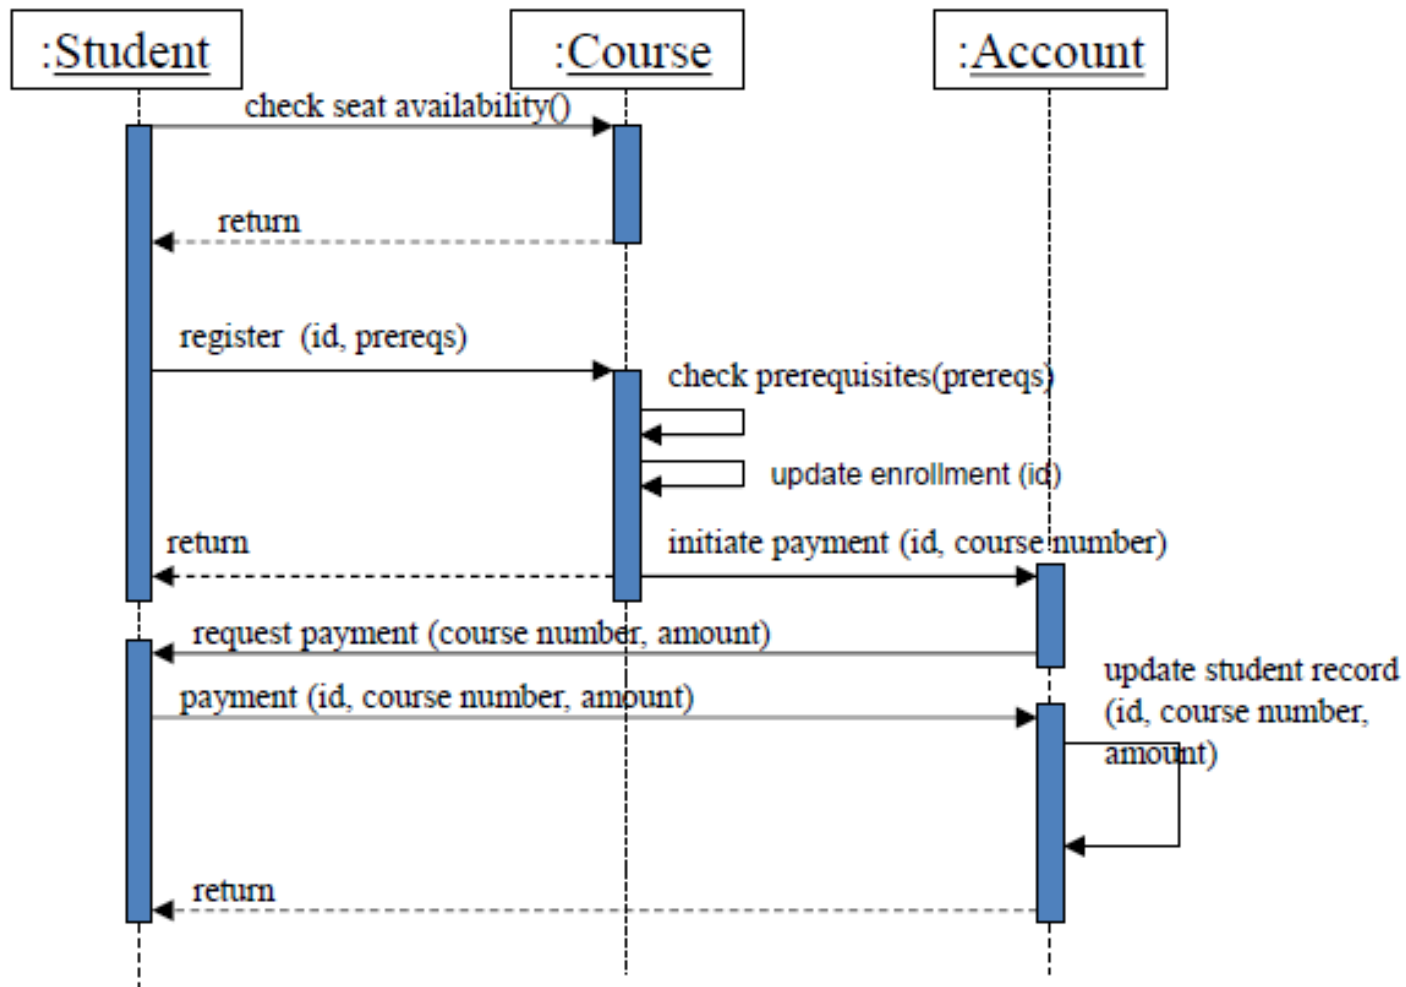 :Student
:Course
:Account
check seat availability()
return
register  (id, prereqs)
check prerequisites(prereqs)
update enrollment (id)
return
initiate payment (id, course number)
request payment (course number, amount)
update student record
(id, course number,
amount)
payment (id, course number, amount)
return